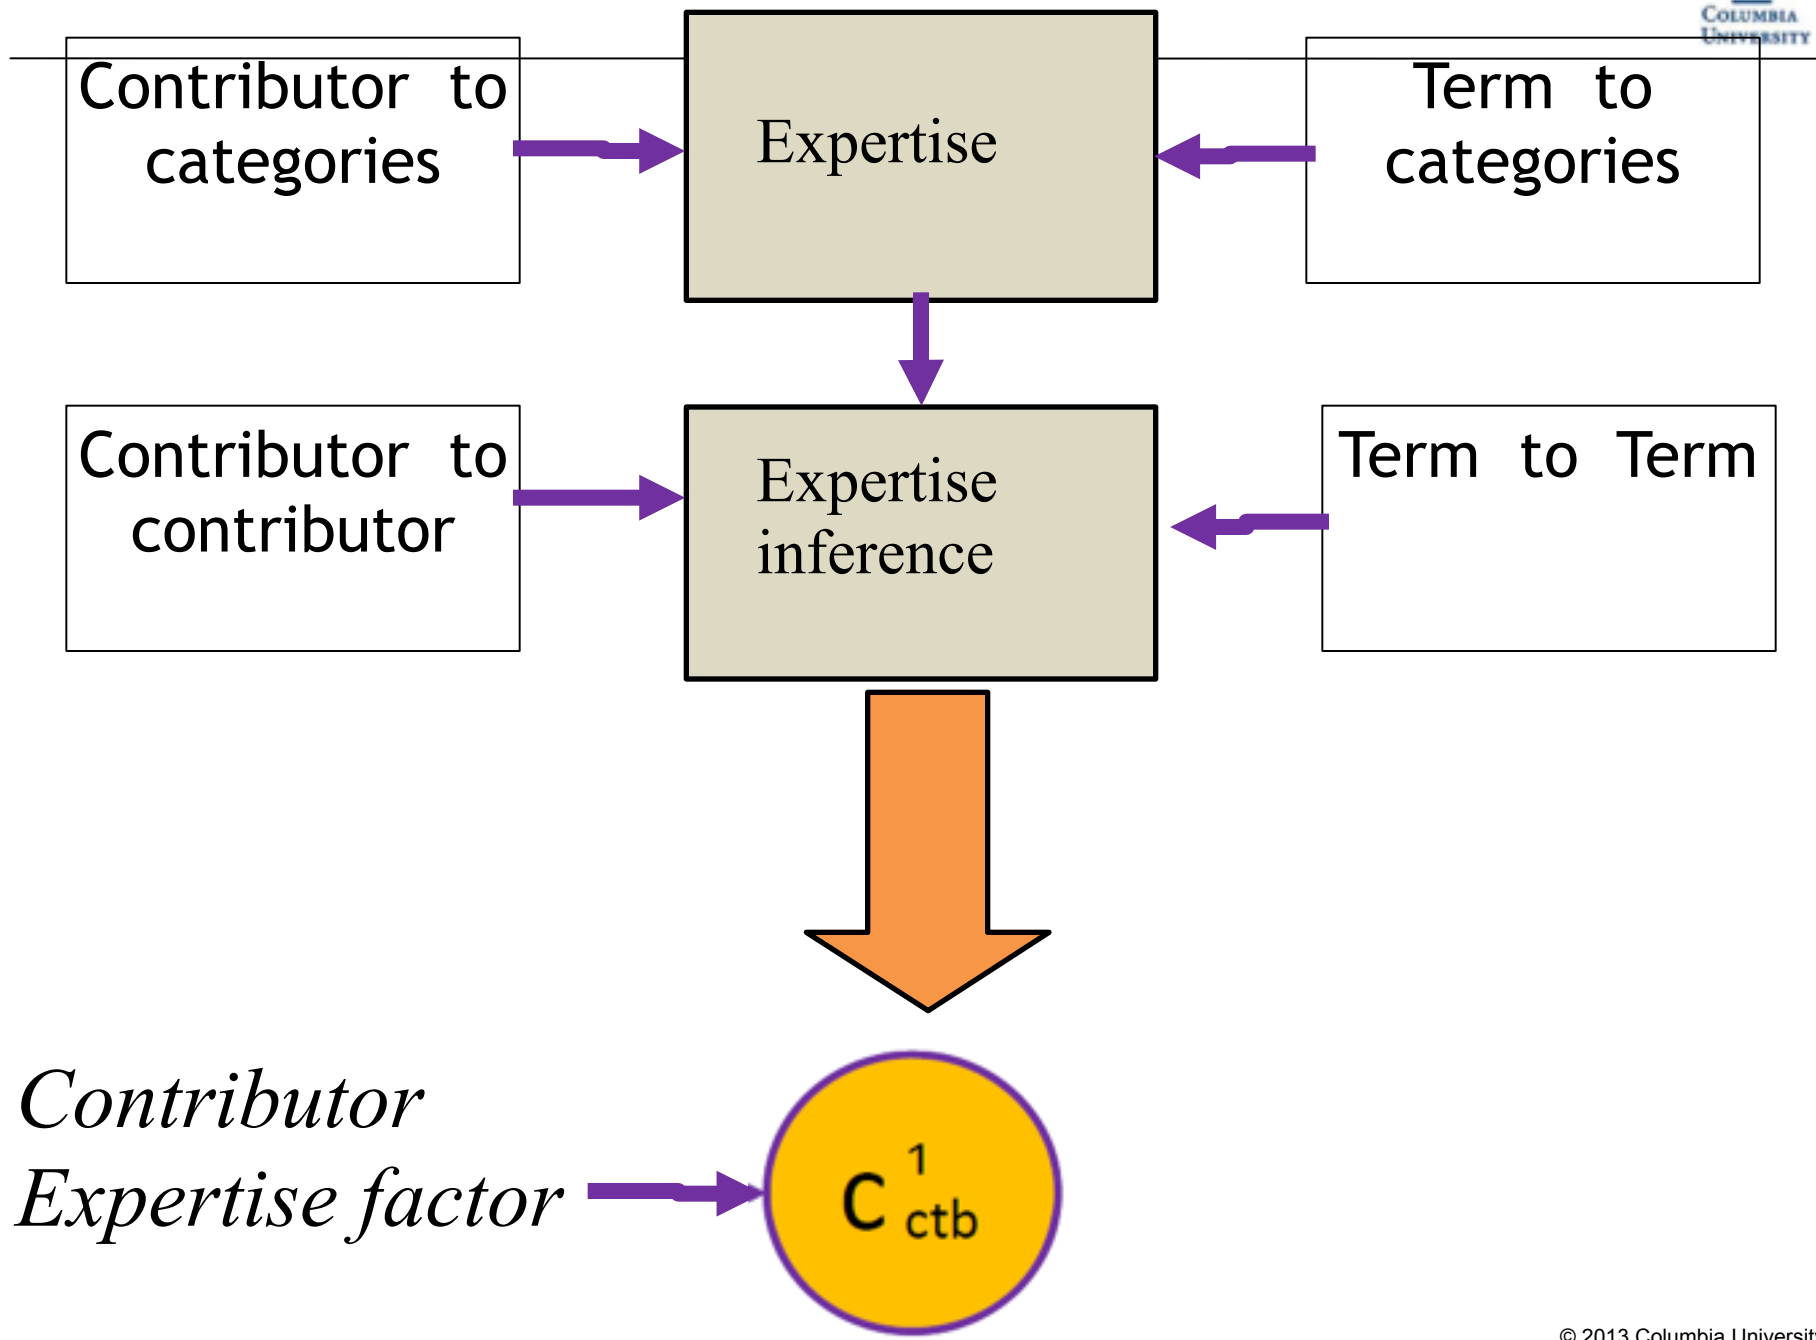 COLUMBIA
UNIVERSITY
Contributor to
categories
Expertise
Term to
categories
Contributor to
contributor
Expertise
inference
Term to Term
Contributor
Expertise factor
C 1 ctb
© 2013 Columbia University